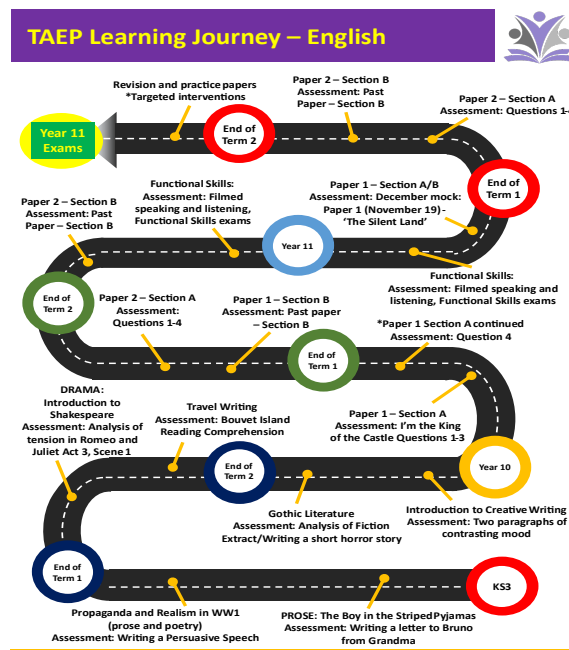 TAEP Learning Journey – English
Revision and practice papers
*Targeted interventions
Paper 2 – Section B
Assessment: Past
Paper – Section B
Paper 2 – Section A
Assessment: Questions 1-
Year 11
Exams
End of
Term 2
End of
Term 1
Paper 2 – Section B
Assessment: Past
Paper – Section B
Functional Skills:
Assessment: Filmed
speaking and listening,
Functional Skills exams
Paper 1 – Section A/B
Assessment: December mock:
Paper 1 (November 19) -
‘The Silent Land’
Year 11
Functional Skills:
Assessment: Filmed speaking and
listening, Functional Skills exams
End of
Term 2
Paper 2 – Section A
Assessment:
Questions 1-4
Paper 1 – Section B
Assessment: Past paper
– Section B
*Paper 1 Section A continued
Assessment: Question 4
End of
Term 1
DRAMA:
Introduction to
Shakespeare
Assessment: Analysis of
tension in Romeo and
Juliet Act 3, Scene 1
Travel Writing
Assessment: Bouvet Island
Reading Comprehension
Paper 1 – Section A
Assessment: I’m the King
of the Castle Questions 1-3
End of
Term 2
Year 10
Gothic Literature
Assessment: Analysis of Fiction
Extract/Writing a short horror story
Introduction to Creative Writing
Assessment: Two paragraphs of
contrasting mood
End of
Term 1
KS3
Propaganda and Realism in WW1
(prose and poetry)
Assessment: Writing a Persuasive Speech
PROSE: The Boy in the Striped Pyjamas
Assessment: Writing a letter to Bruno
from Grandma